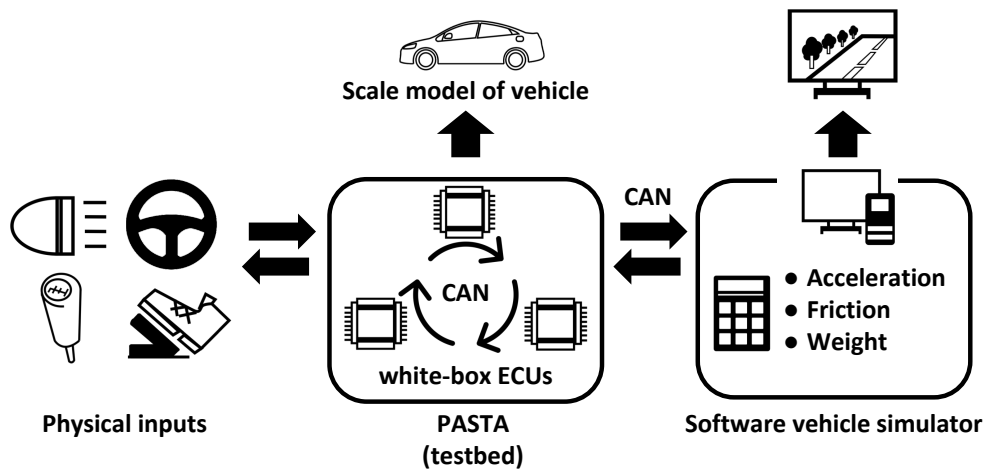 Scale model of vehicle
CAN
CAN
● Acceleration
● Friction
● Weight
white-box ECUs
Physical inputs
PASTA
(testbed)
Software vehicle simulator